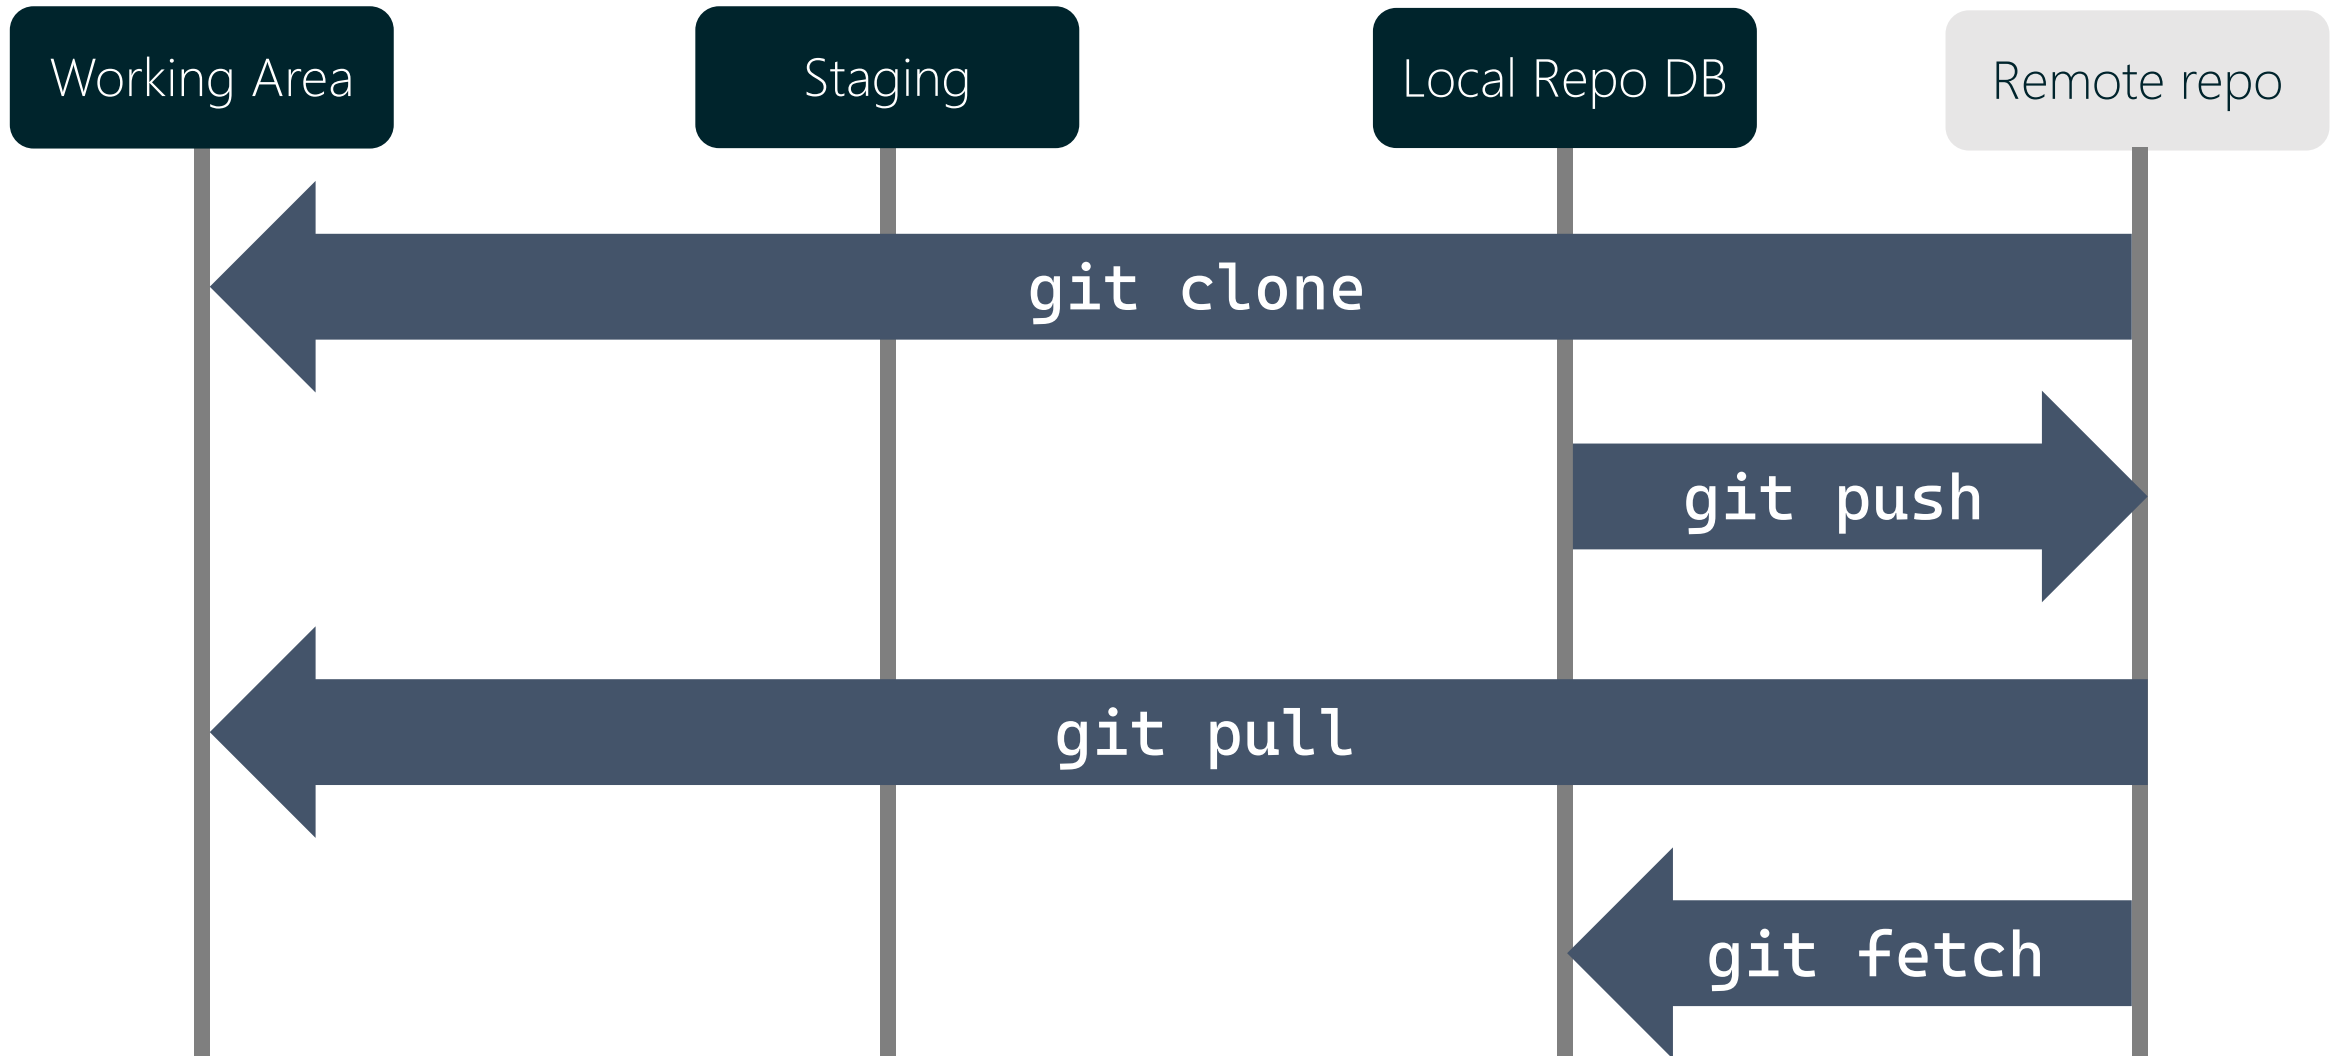 Working Area
Staging
Local Repo DB
Remote repo
git clone
git push
git pull
git fetch